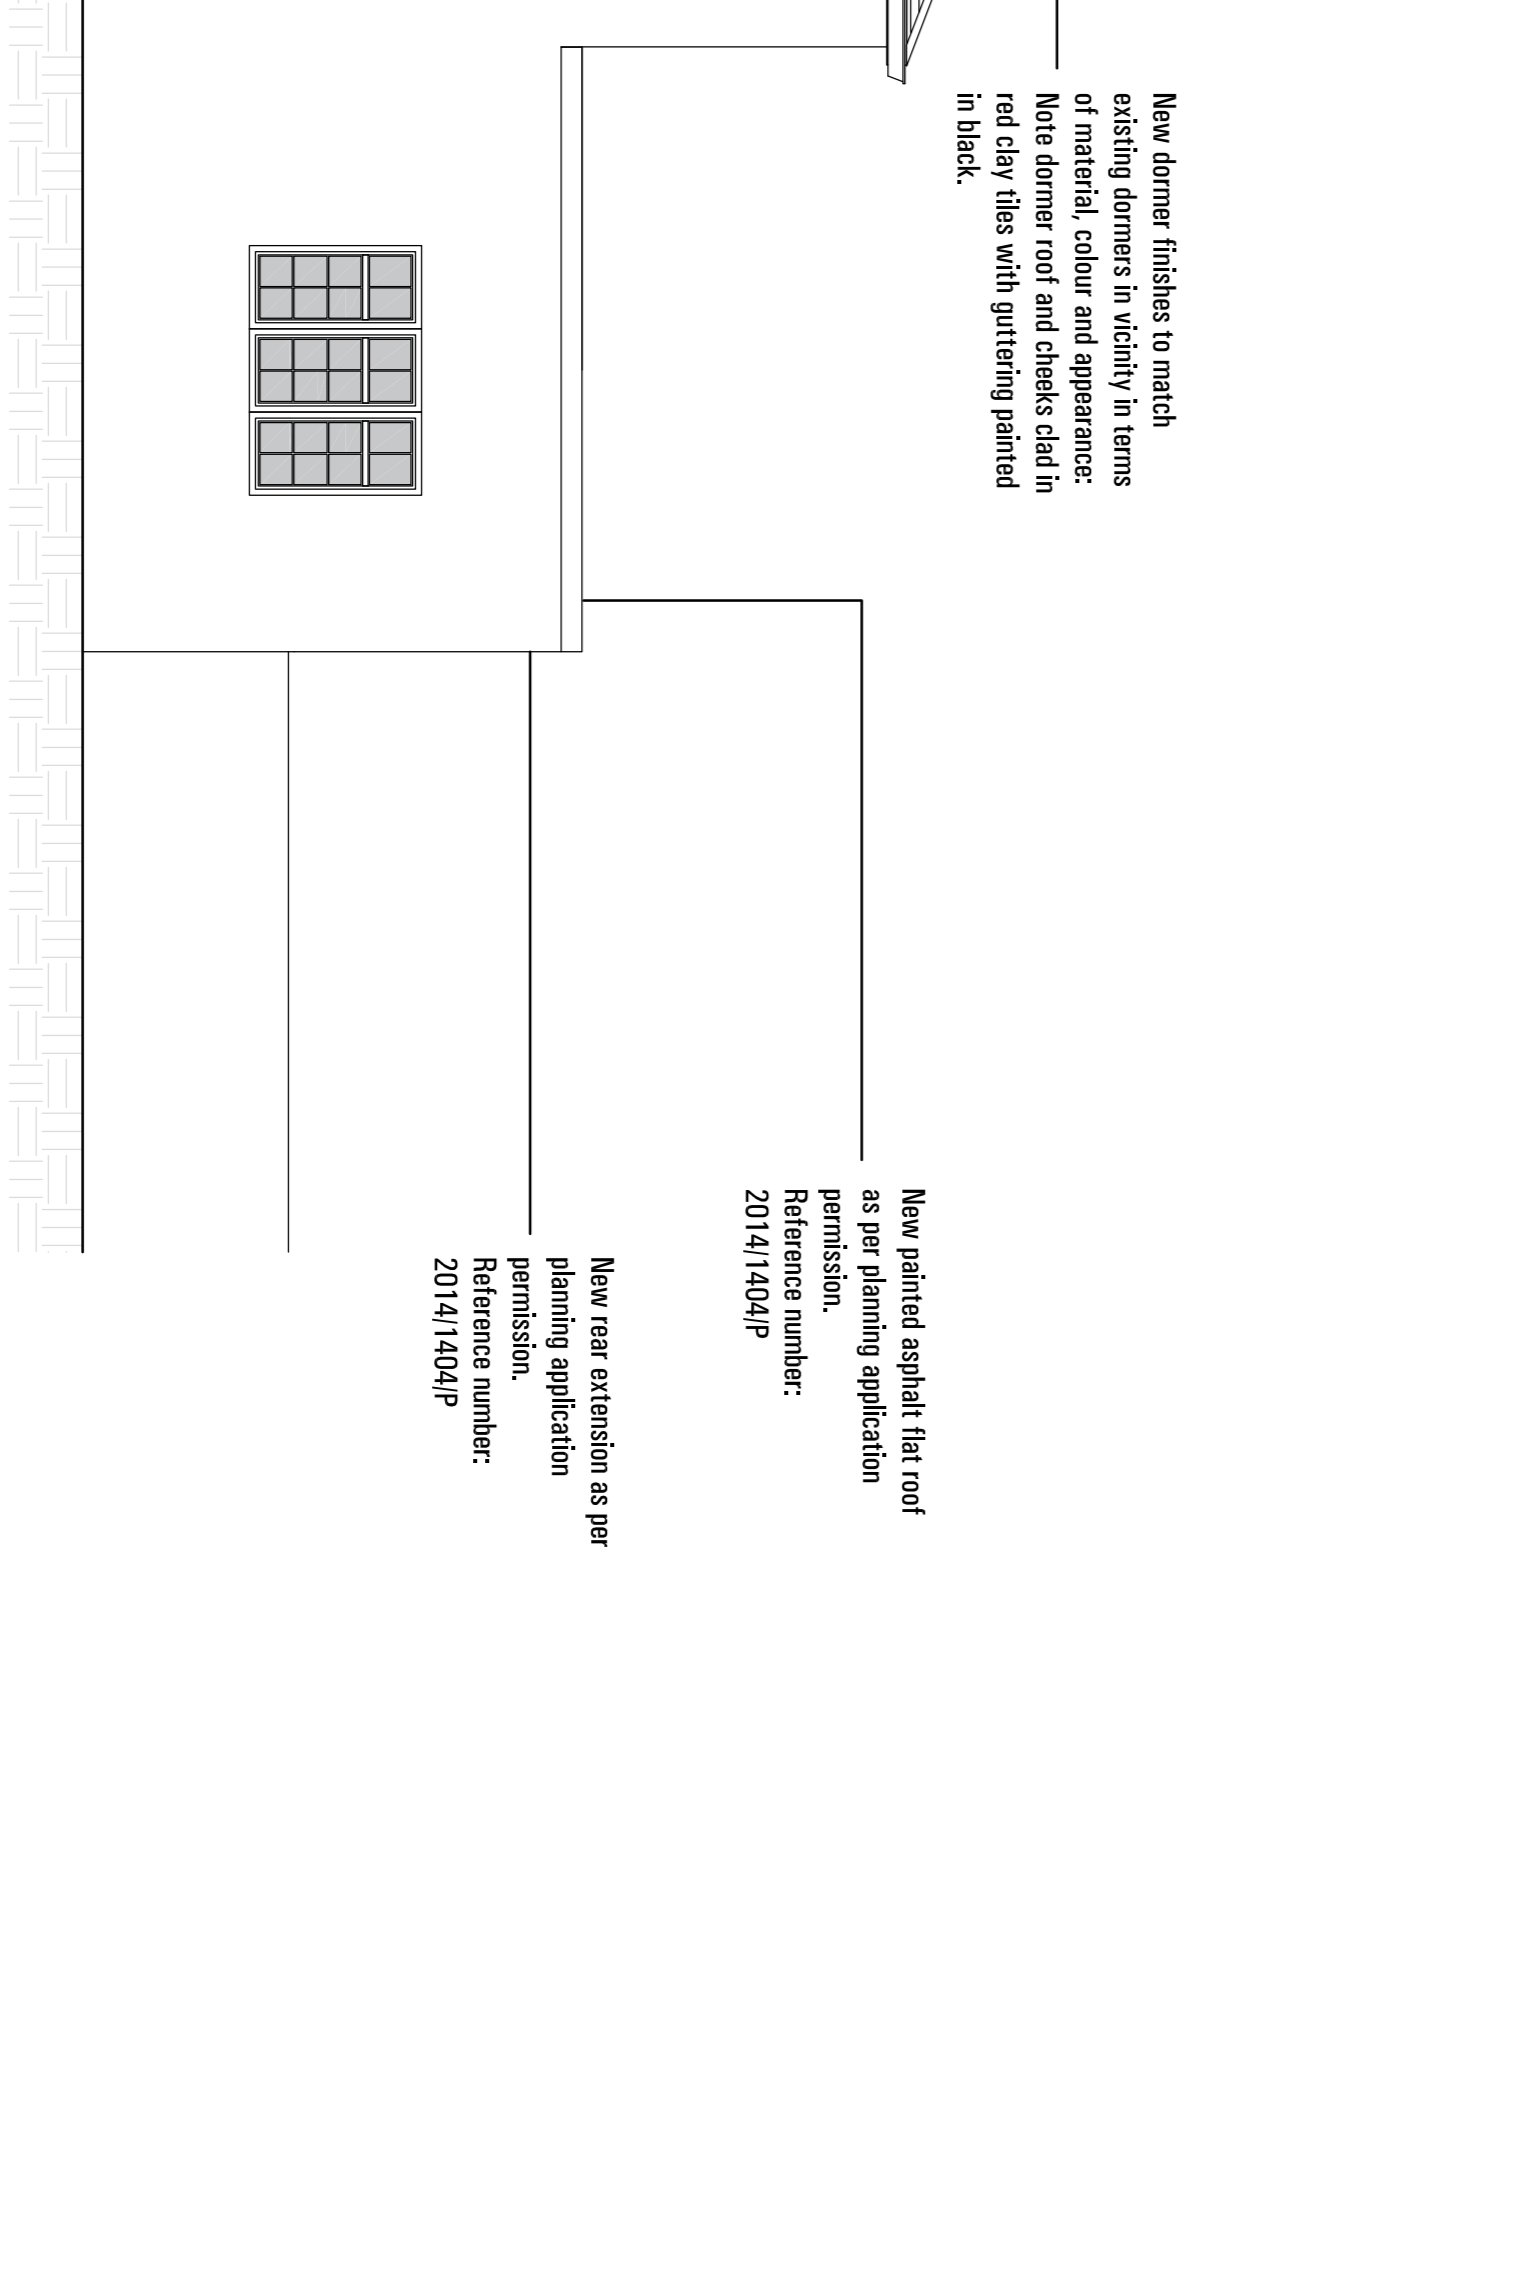 New dormer finishes to match
existing dormers in vicinity in terms
of material, colour and appearance:
Note dormer roof and cheeks clad in
red clay tiles with guttering painted
in black.
New painted asphalt flat roof
as per planning application
permission.
Reference number:
2014/1404/P
New rear extension as per
planning application
permission.
Reference number:
2014/1404/P